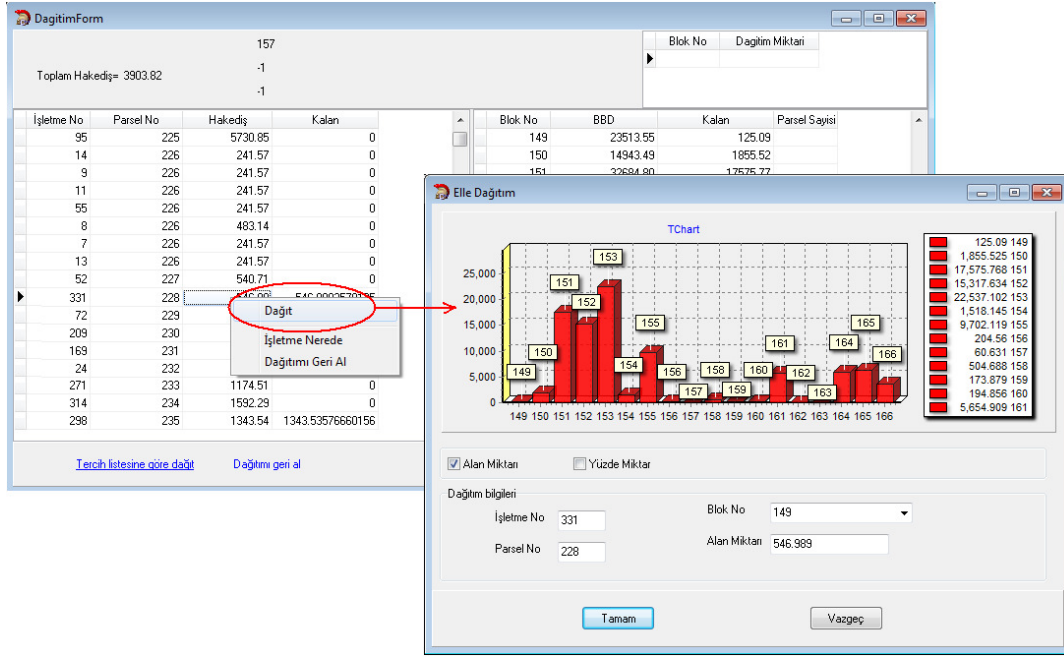 DagitimForm
157
-1
Toplam Hakediş= 3903.82
-1
Blok No Dagitim Miktari
İşletme No Parsel No Hakediş Kalan
95 225 5730.85 0
14 226 241.57 0
9 226 241.57 0
11 226 241.57 0
55 226 241.57 0
8 226 483.14 0
7 226 241.57 0
13 226 241.57 0
52 227 540.71 0
331 228
72 229
209 230
169 231
24 232
271 233 1174.51 0
314 234 1592.29 0
298 235 1343.54 1343.53576660156
Dağıt
İşletme Nerede
Dağıtımı Geri Al
Tercih listesine göre dağıt Dağıtımı geri al
Blok No BBD Kalan Parsel Sayisi
149 23513.55 125.09
150 14943.49 1855.52
151 32684.80 17575.77
Elle Dağıtım
TChart
25,000
20,000
15,000
10,000
5,000
0
149 150 151 152 153 154 155 156 157 158 159 160 161 162 163 164 165 166
149 150 151 152 153 154 155 156 157 158 159 160 161 162 163 164 165 166
125.09 149
1,855.525 150
17,575.768 151
15,317.634 152
22,537.102 153
1,518.145 154
9,702.119 155
204.56 156
60.631 157
504.688 158
173.879 159
194.856 160
5,654.909 161
Alan Miktarı Yüzde Miktar
Dağıtım bilgileri
İşletme No 331 Blok No 149
Parsel No 228 Alan Miktarı 546.989
Tamam Vazgeç